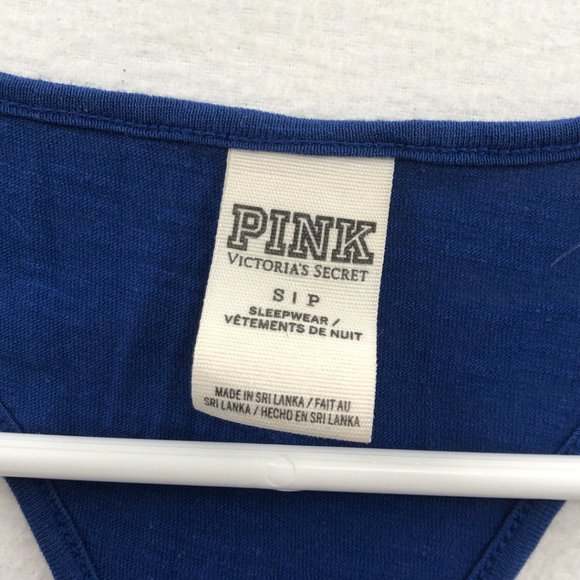 PINK
VICTORIA'S SECRET
S | P
SLEEPWEAR /
VÊTEMENTS DE NUIT
MADE IN SRI LANKA / FAIT AU
SRI LANKA / HECHO EN SRI LANKA